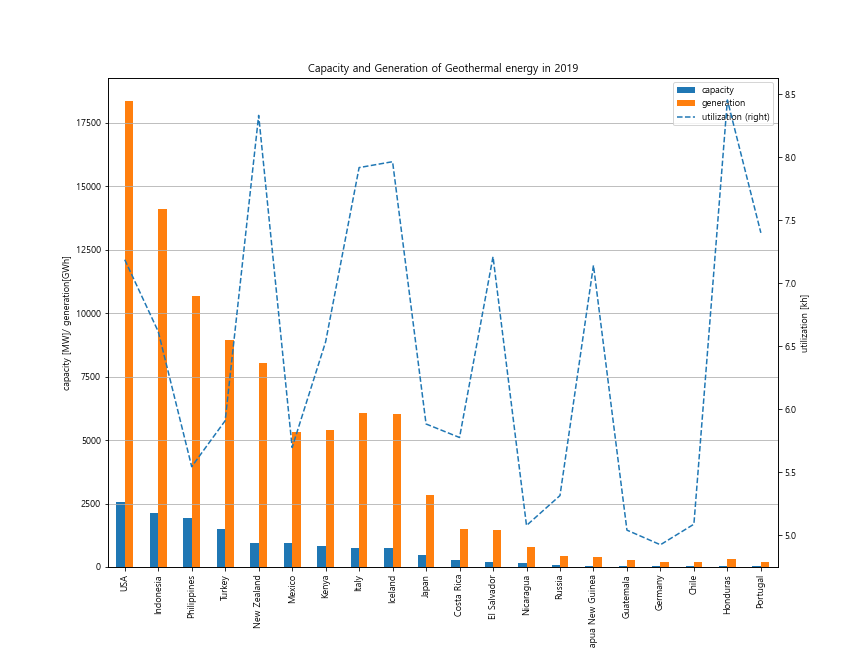 Capacity and Generation of Geothermal energy in 2019
capacity
generation
utilization (right)
17500
15000
12500
10000
7500
5000
2500
0
capacity [MW]/ generation[GWh]
8.5
8.0
7.5
7.0
6.5
6.0
5.5
5.0
utilization [kh]
USA
Indonesia
Philippines
Turkey
New Zealand
Mexico
Kenya
Italy
Iceland
Japan
Costa Rica
El Salvador
Nicaragua
Russia
apua New Guinea
Guatemala
Germany
Chile
Honduras
Portugal